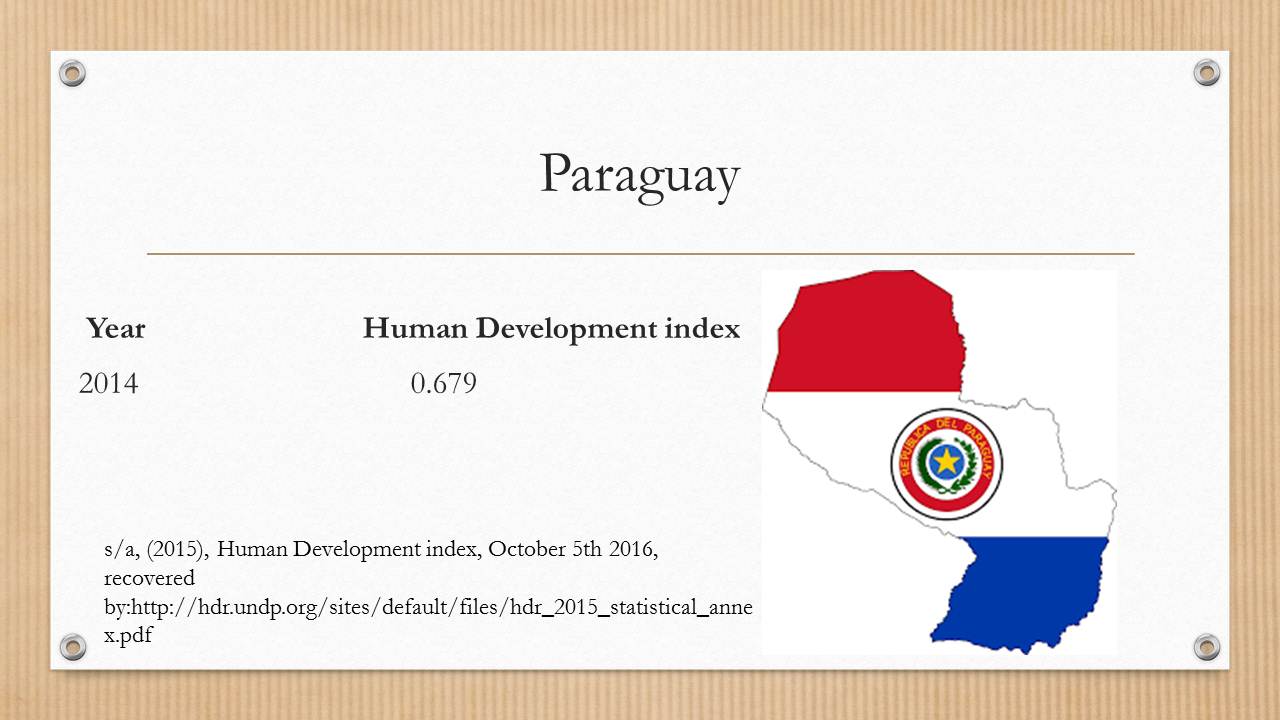 Paraguay
Year Human Development index
2014 0.679
REPUBLICA DEL PARAGUAY
s/a, (2015), Human Development index, October 5th 2016,
recovered
by:http://hdr.undp.org/sites/default/files/hdr_2015_statistical_anne
x.pdf